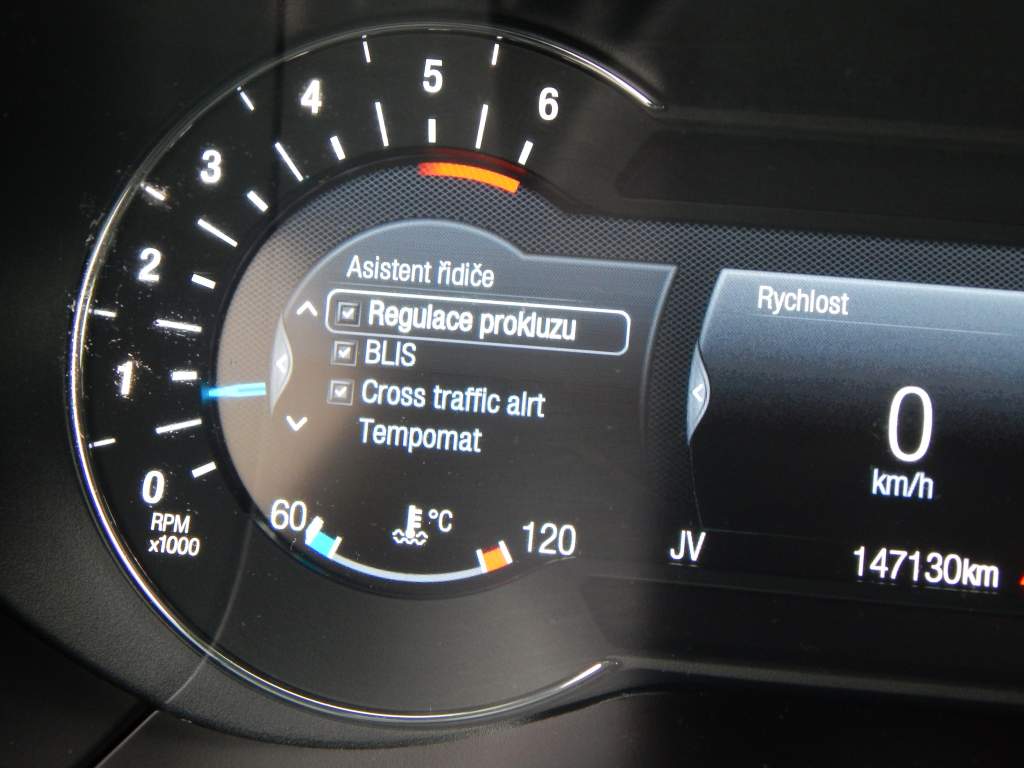 6
5
4
3
2
1
0
RPM
x1000
Asistent řidiče
Regulace prokluzu
BLIS
Cross traffic alrt
Tempomat
60
°C
120
Rychlost
0
km/h
JV
147130km